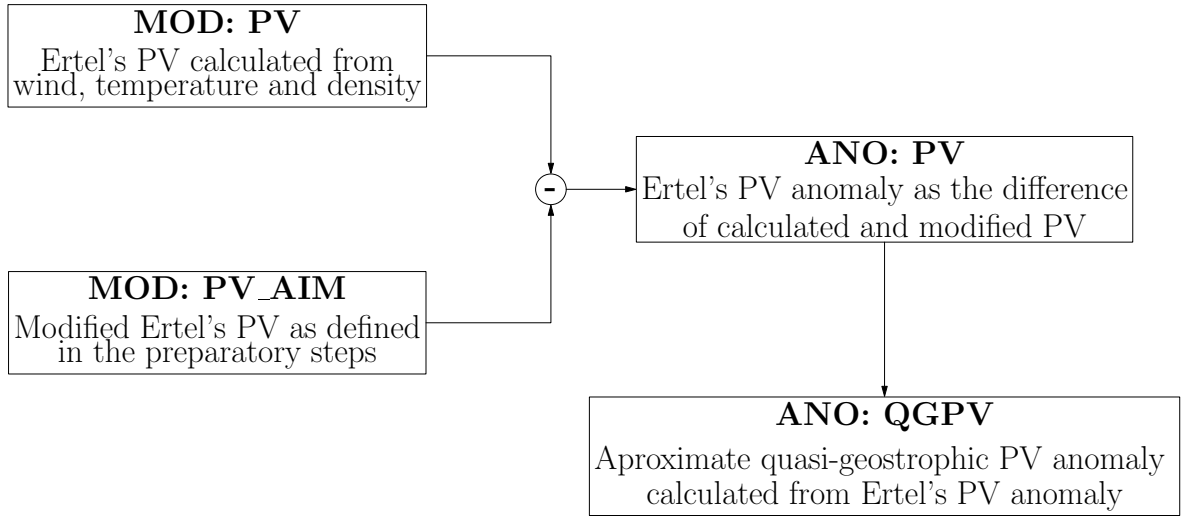 MOD: PV
Ertel's PV calculated from
wind, temperature and density
-
ANO: PV
Ertel's PV anomaly as the difference
of calculated and modified PV
MOD: PV_AIM
Modified Ertel's PV as defined
in the preparatory steps
ANO: QGPV
Aproximate quasi-geostrophic PV anomaly
calculated from Ertel's PV anomaly